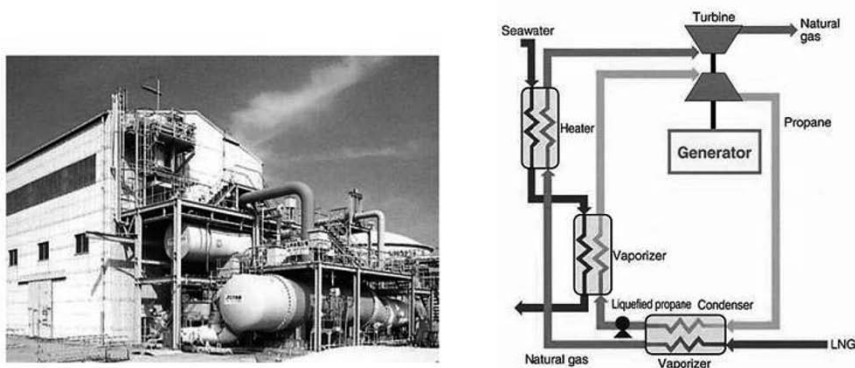 Turbine
Seawater
Natural
gas
Heater
Propane
Generator
Vaporizer
Liquefied propane
Condenser
LNG
Natural gas
Vaporizer